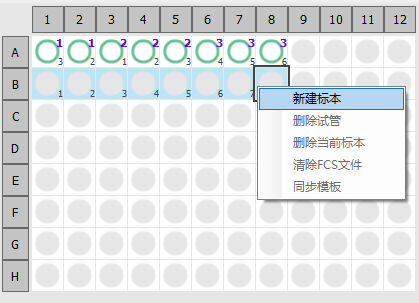 1 2 3 4 5 6 7 8 9 10 11 12
A 1 1 2 2 2 3 3 3
3 2 1 2 3 4 5 6
B 1 2 3 4 5 6 7
新建标本
C 删除试管
D 删除当前标本
E 清除FCS文件
同步模板
F
G
H